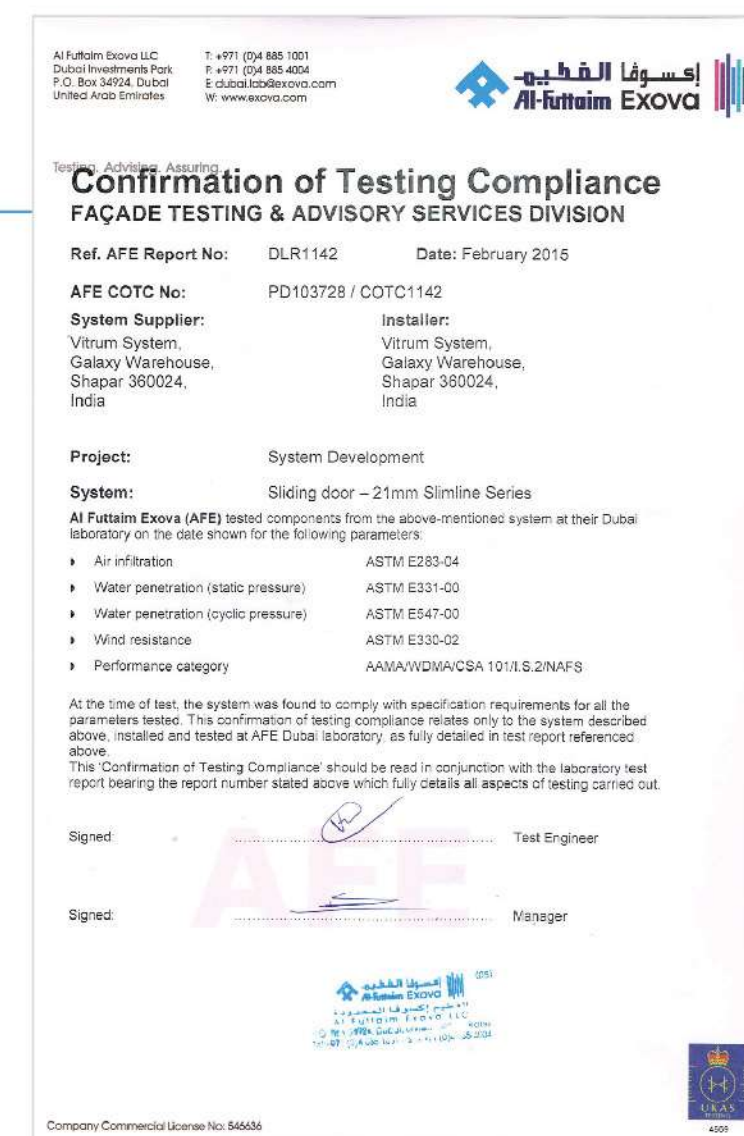 Al Futtaim Exova LLC
Dubai Investments Park
P.O. Box 34924, Dubai
United Arab Emirates
T: +971 (0)4 885 1001
F: +971 (0)4 885 4004
E: dubai.lab@exova.com
W: www.exova.com
إكسوفا الفطيم
Al-Futtaim Exova
Testing. Advising. Assuring.
Confirmation of Testing Compliance
FAÇADE TESTING & ADVISORY SERVICES DIVISION
Ref. AFE Report No: DLR1142 Date: February 2015
AFE COTC No: PD103728 / COTC1142
System Supplier:
Vitrum System,
Galaxy Warehouse,
Shapar 360024,
India
Installer:
Vitrum System,
Galaxy Warehouse,
Shapar 360024,
India
Project: System Development
System: Sliding door – 21mm Slimline Series
Al Futtaim Exova (AFE) tested components from the above-mentioned system at their Dubai
laboratory on the date shown for the following parameters:
Air infiltration ASTM E283-04
Water penetration (static pressure) ASTM E331-00
Water penetration (cyclic pressure) ASTM E547-00
Wind resistance ASTM E330-02
Performance category AAMA/WDMA/CSA 101/I.S.2/NAFS
At the time of test, the system was found to comply with specification requirements for all the
parameters tested. This confirmation of testing compliance relates only to the system described
above, installed and tested at AFE Dubai laboratory, as fully detailed in test report referenced
above.
This 'Confirmation of Testing Compliance' should be read in conjunction with the laboratory test
report bearing the report number stated above which fully details all aspects of testing carried out.
AFE
Signed: Test Engineer
Signed: Manager
إكسوفا الفطيم
Al-Futtaim Exova
(05)
Al Futtaim Exova LLC
UKAS
TESTING
4509
Company Commercial License No: 545636